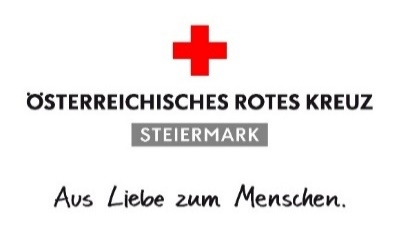 ÖSTERREICHISCHES ROTES KREUZ
STEIERMARK
Aus Liebe zum Menschen.